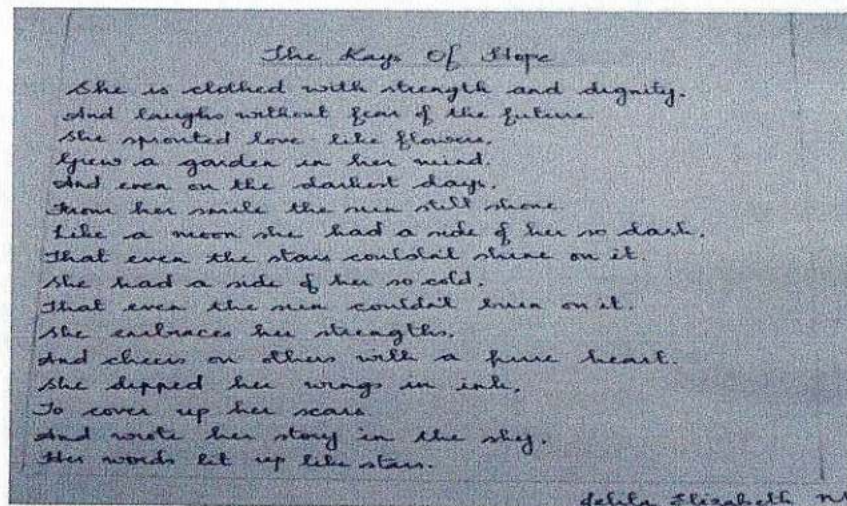 The Rays Of Hope
She is clothed with strength and dignity.
And laughs without fear of the future
She sprouted love like flowers,
Grew a garden in her mind.
And even on the darkest days,
From her smile the sun still shone.
Like a moon she had a side of her so dark,
That even the stars couldn't shine on it.
She had a side of her so cold,
That even the sun couldn't burn on it.
She embraces her strengths,
And cheers on others with a pure heart.
She dipped her wings in ink,
To cover up her scars
And wrote her story in the sky,
Her words lit up like stars.
Elizabeth